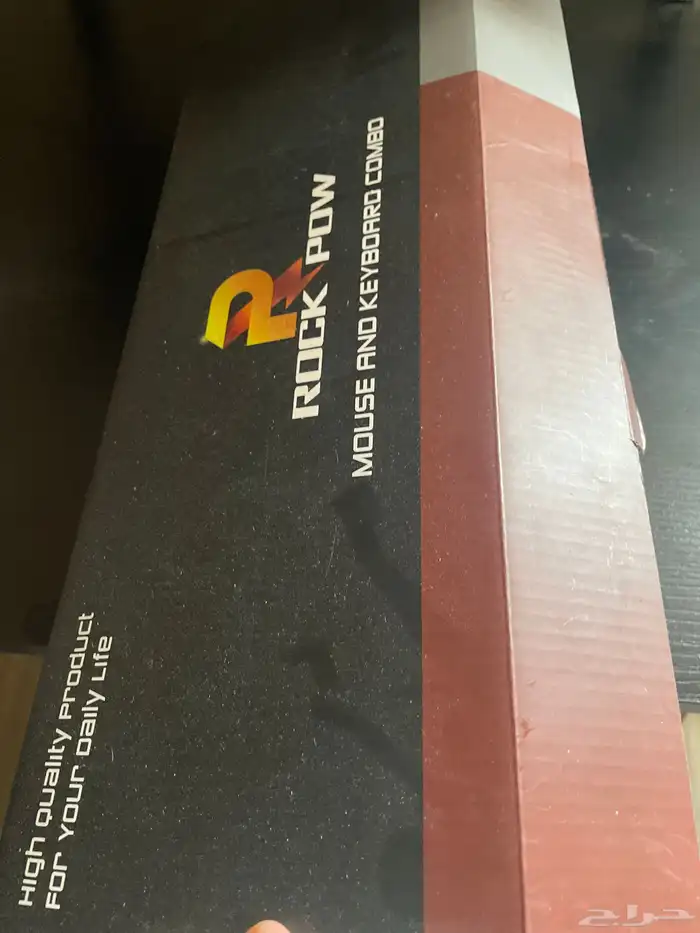 ROCK POW
MOUSE AND KEYBOARD COMBO
HIGH QUALITY PRODUCT
FOR YOUR DAILY LIFE
حراج